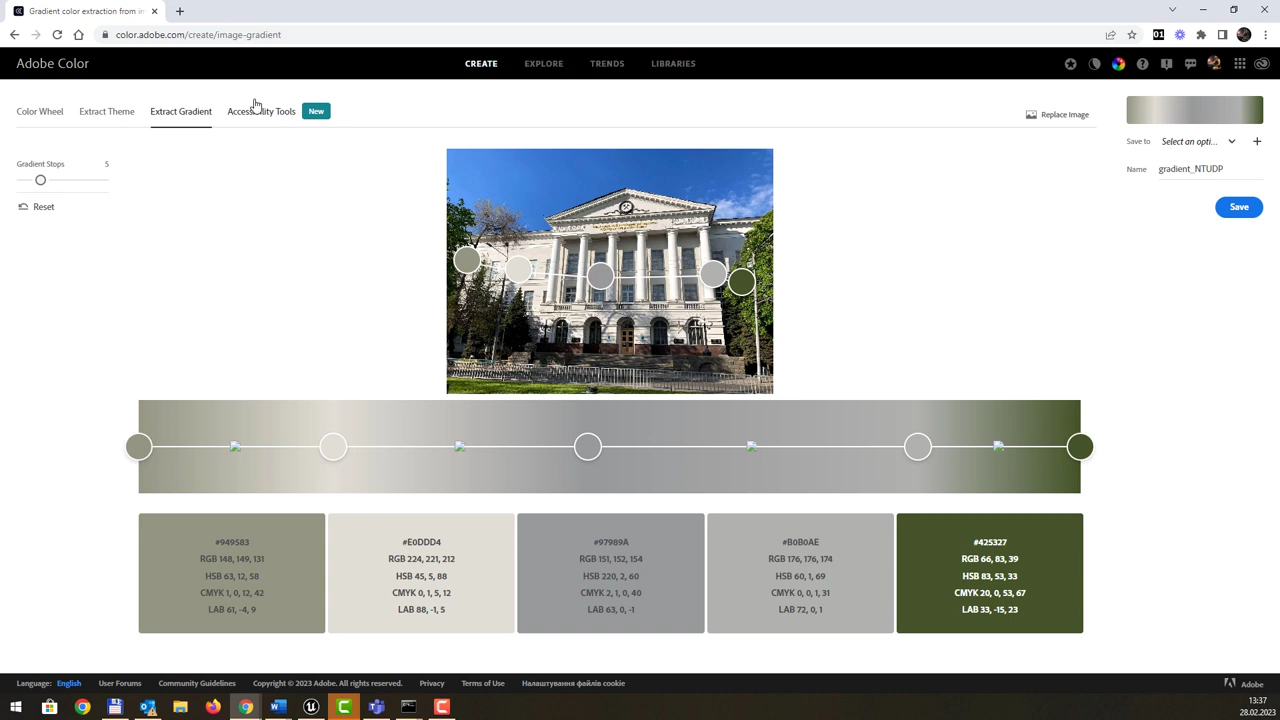 Gradient color extraction from im
color.adobe.com/create/image-gradient
Adobe Color
CREATE EXPLORE TRENDS LIBRARIES
Color Wheel Extract Theme Extract Gradient Accessibility Tools New
Replace Image
Gradient Stops 5
Reset
Save to Select an opti...
Name gradient_NTUDP
Save
#949583
RGB 148, 149, 131
HSB 63, 12, 58
CMYK 1, 0, 12, 42
LAB 61, -4, 9
#E0DDD4
RGB 224, 221, 212
HSB 45, 5, 88
CMYK 0, 1, 5, 12
LAB 88, -1, 5
#97989A
RGB 151, 152, 154
HSB 220, 2, 60
CMYK 2, 1, 0, 40
LAB 63, 0, -1
#B0B0AE
RGB 176, 176, 174
HSB 60, 1, 69
CMYK 0, 0, 1, 31
LAB 72, 0, 1
#425327
RGB 66, 83, 39
HSB 83, 53, 33
CMYK 20, 0, 53, 67
LAB 33, -15, 23
Language: English User Forums Community Guidelines Copyright © 2023 Adobe. All rights reserved. Privacy Terms of Use Налаштування файлів cookie
Adobe
13:37
28.02.2023